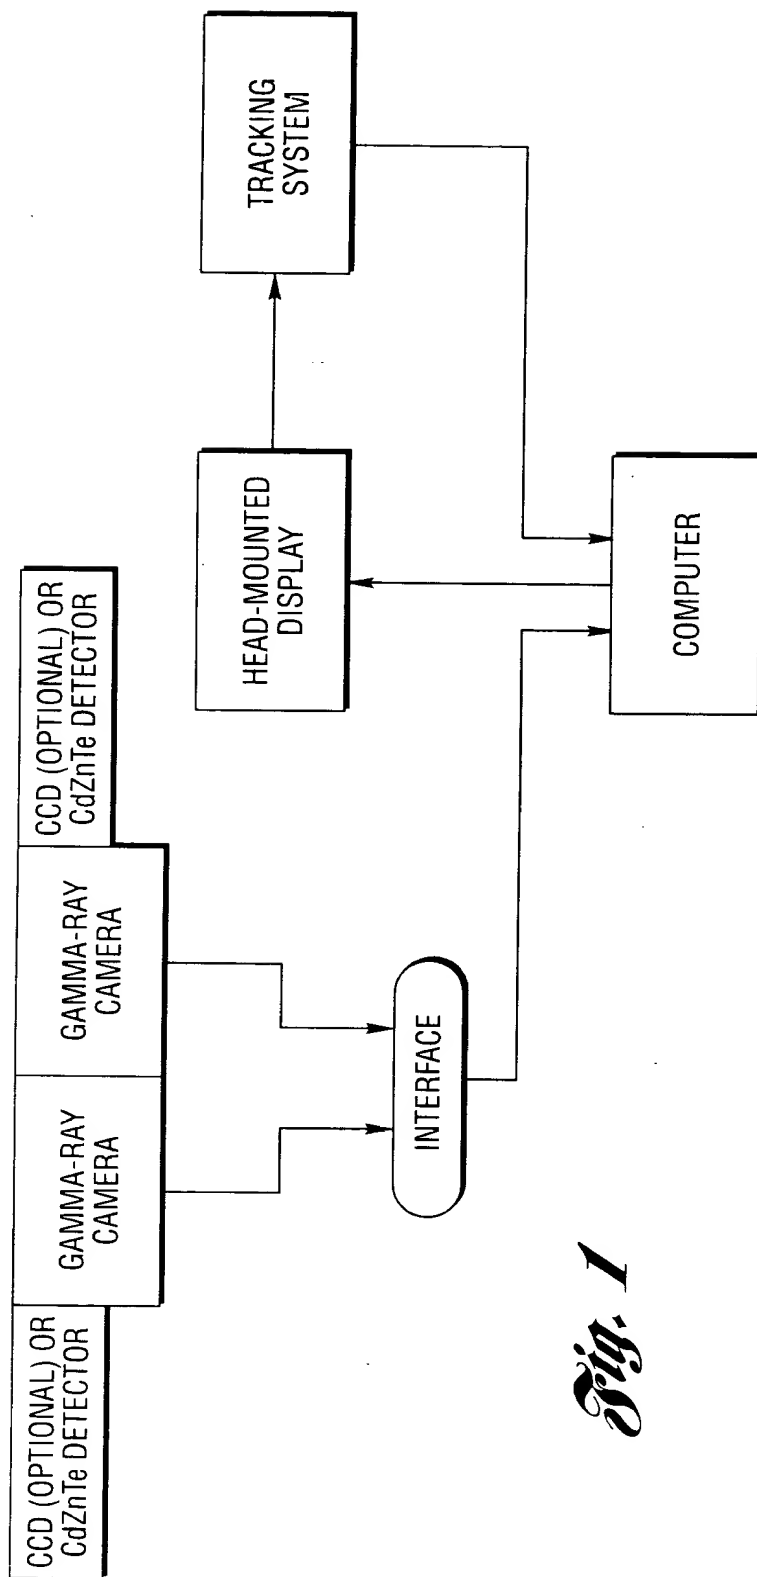 CCD (OPTIONAL) OR
CdZnTe DETECTOR
GAMMA-RAY
CAMERA
GAMMA-RAY
CAMERA
CCD (OPTIONAL) OR
CdZnTe DETECTOR
HEAD-MOUNTED
DISPLAY
TRACKING
SYSTEM
INTERFACE
COMPUTER
Fig. 1